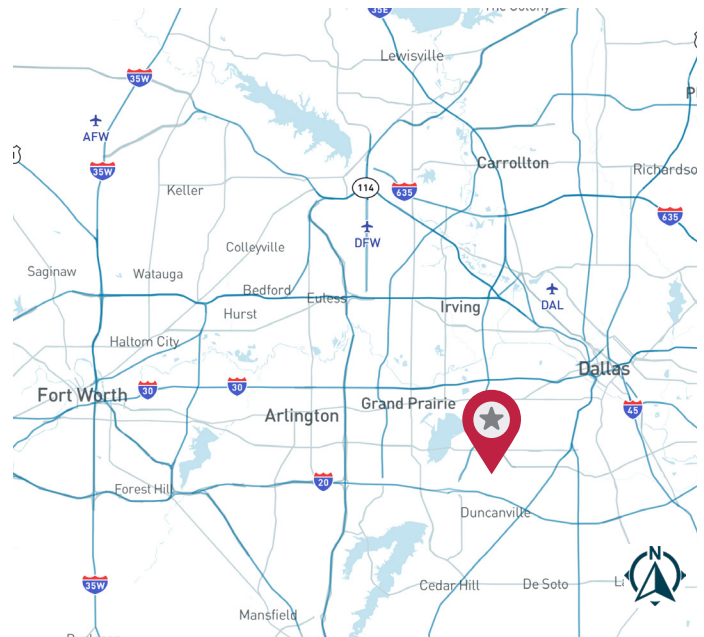 35E
The Colony
Lewisville
35W
AFW
35W
Carrollton
Richardso
Keller
114
635
635
DFW
Colleyville
Saginaw
Watauga
Bedford
Euless
DAL
Hurst
Irving
Haltom City
Dallas
Fort Worth
30
30
Grand Prairie
Arlington
45
20
Forest Hill
Duncanville
N
35W
Cedar Hill
De Soto
Mansfield